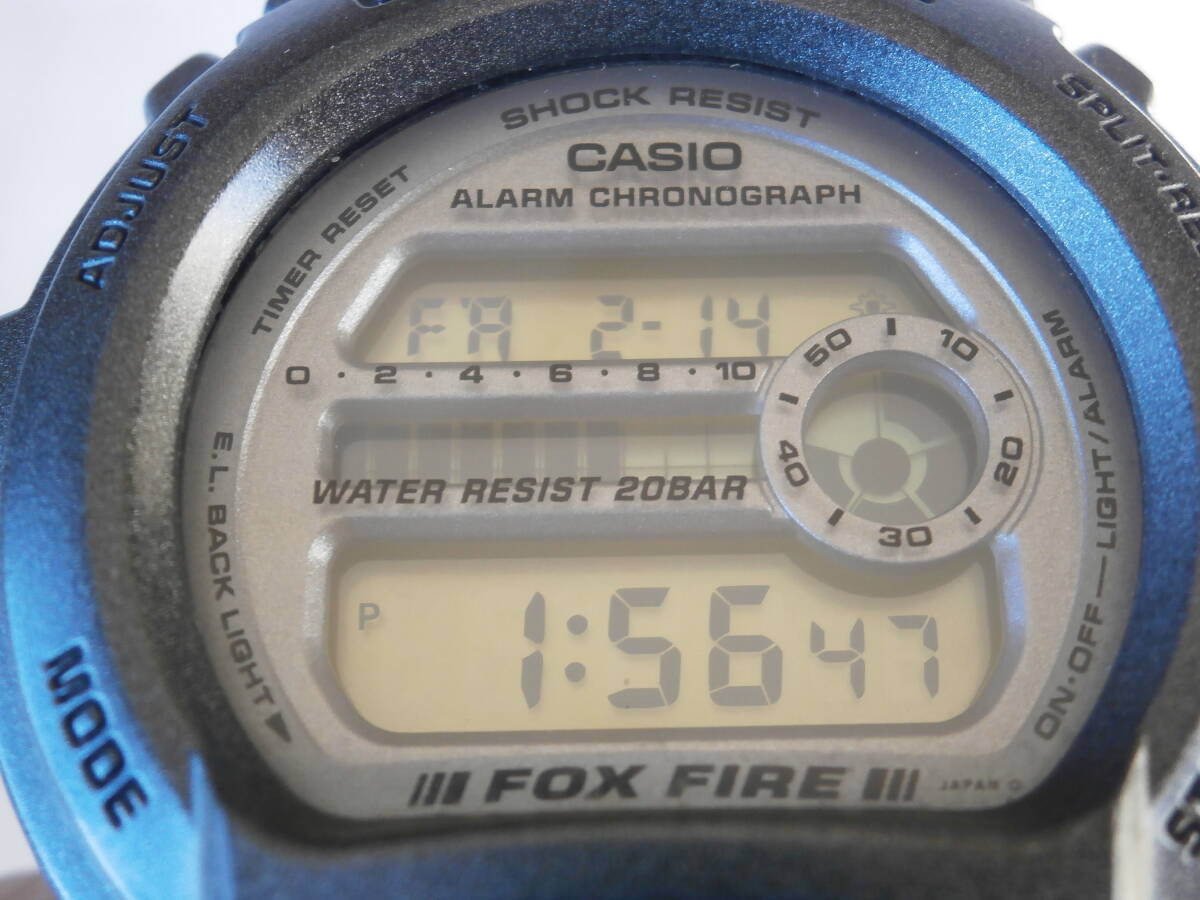 SHOCK RESIST
CASIO
ALARM CHRONOGRAPH
ADJUST
TIMER RESET
FR 2-14
0 · 2 · 4 · 6 · 8 · 10
50 10 20 30 40
WATER RESIST 20BAR
P 1:56 47
E.L. BACK LIGHT
ON·OFF—LIGHT/ALARM
MODE
FOX FIRE
JAPAN